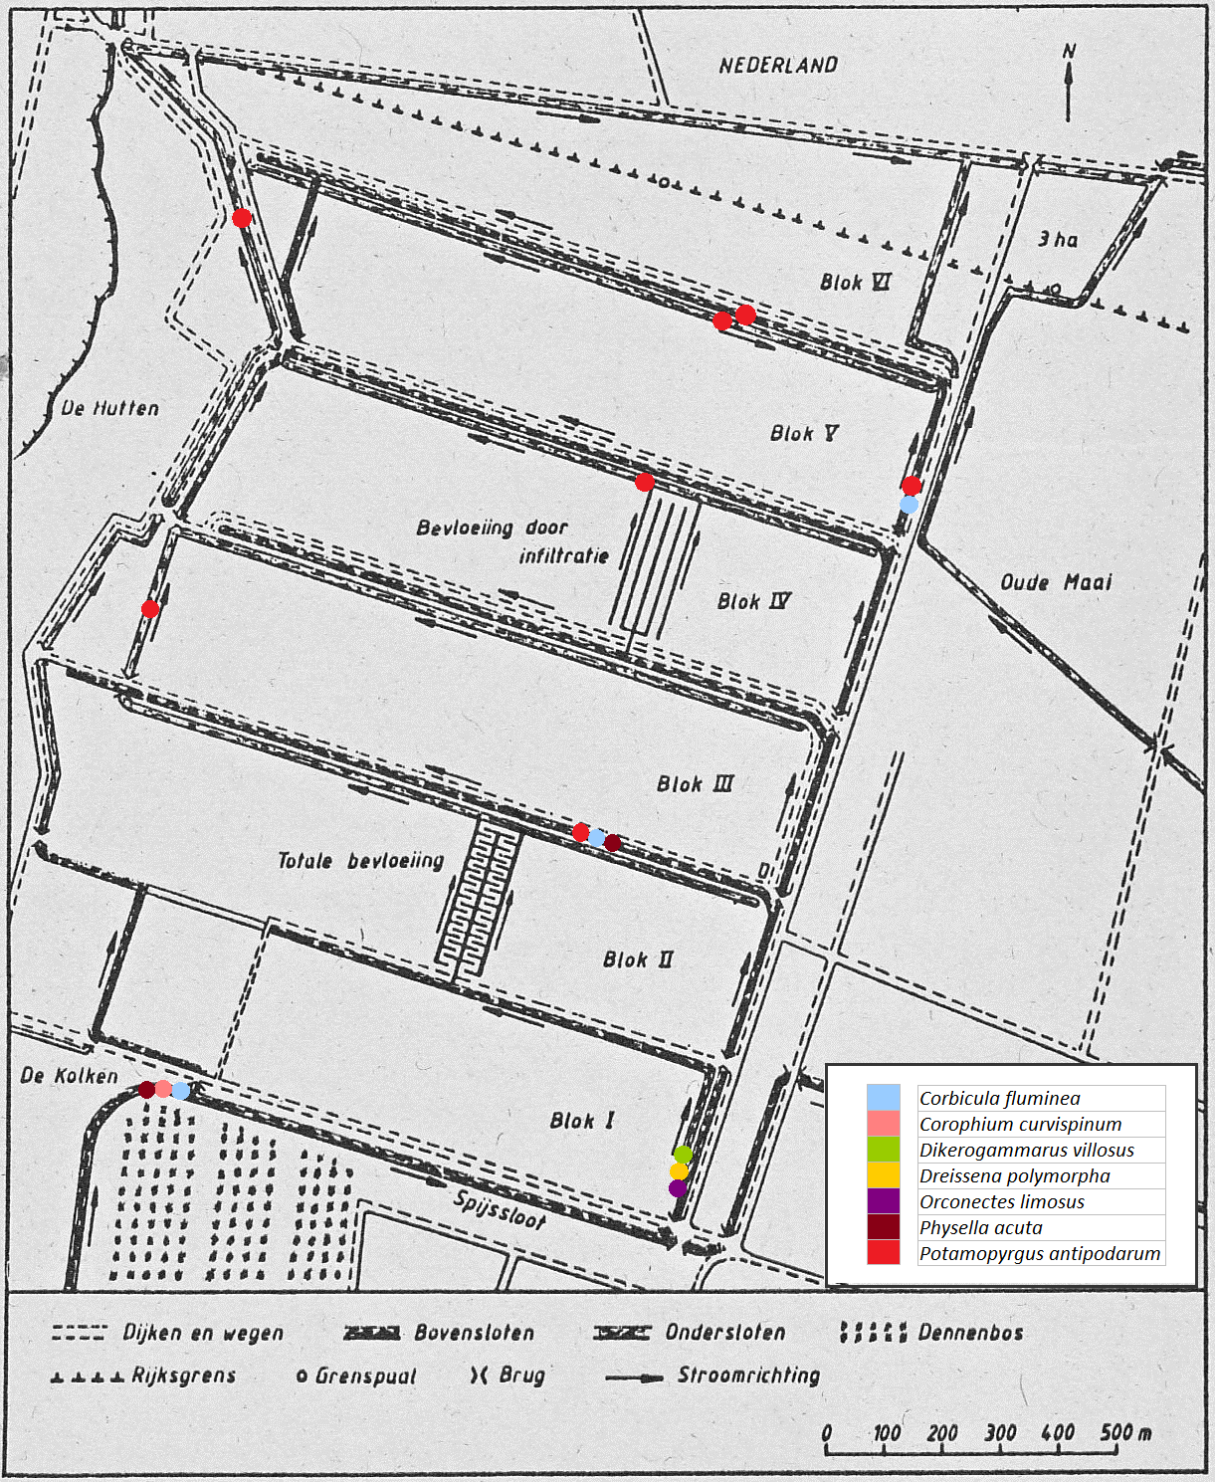 NEDERLAND
N
3 ha
Blok VI
De Hutten
Blok V
Bevloeiing door
infiltratie
Blok IV
Oude Maai
Blok III
Totale bevloeiing
Blok II
De Kolken
Blok I
Spijssloot
Corbicula fluminea
Corophium curvispinum
Dikerogammarus villosus
Dreissena polymorpha
Orconectes limosus
Physella acuta
Potamopyrgus antipodarum
Dijken en wegen
Bovensloten
Ondersloten
Dennenbos
Rijksgrens
Grenspaal
Brug
Stroomrichting
0 100 200 300 400 500 m